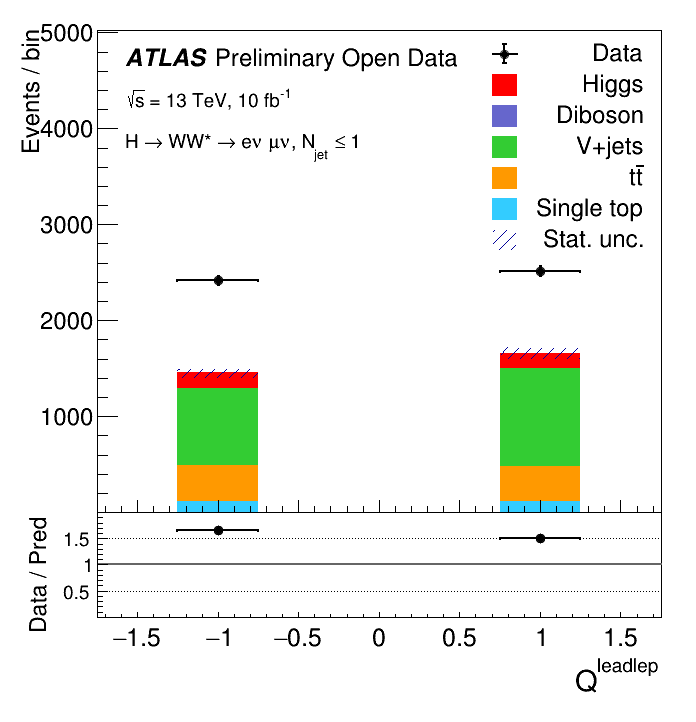 Events / bin
5000
4000
3000
2000
1000
ATLAS Preliminary Open Data
√s = 13 TeV, 10 fb⁻¹
H → WW* → eν μν, N_jet ≤ 1
Data
Higgs
Diboson
V+jets
tt̄
Single top
Stat. unc.
Data / Pred
1.5
1
0.5
−1.5 −1 −0.5 0 0.5 1 1.5
Q^leadlep